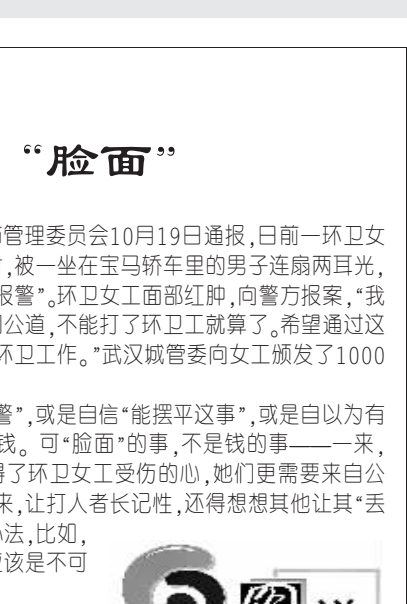 “脸面”
管理委员会10月19日通报,日前一环卫女
,被一坐在宝马轿车里的男子连扇两耳光,
报警”。环卫女工面部红肿,向警方报案,“我
公道,不能打了环卫工就算了。希望通过这
环卫工作。”武汉城管委向女工颁发了1000
警”,或是自信“能摆平这事”,或是自以为有
钱。可“脸面”的事,不是钱的事——一来,
得了环卫女工受伤的心,她们更需要来自公
来,让打人者长记性,还得想想其他让其“丢
办法,比如,
应该是不可